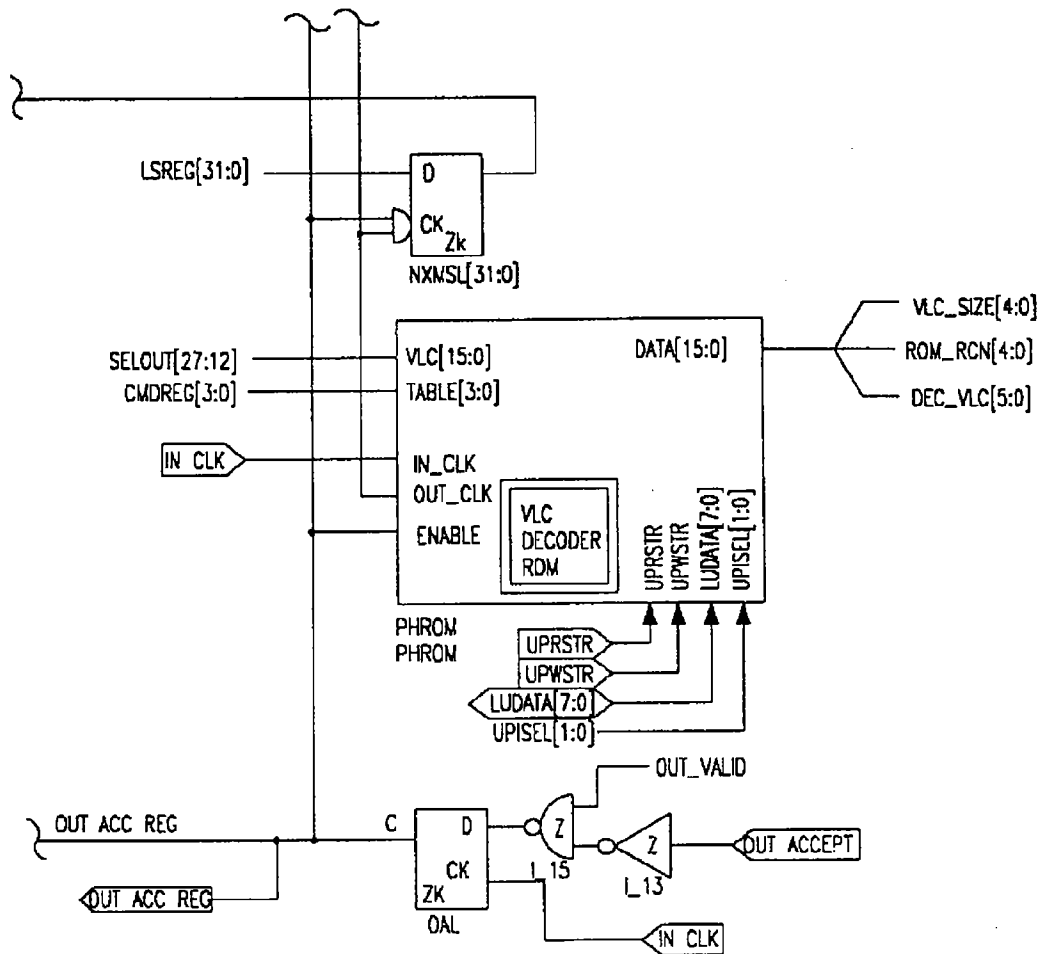 LSREG[31:0]
D
CK
Zk
NXMSL[31:0]
SELOUT[27:12]
VLC[15:0]
DATA[15:0]
VLC_SIZE[4:0]
CMDREG[3:0]
TABLE[3:0]
ROM_RCN[4:0]
DEC_VLC[5:0]
IN CLK
IN_CLK
OUT_CLK
ENABLE
VLC
DECODER
ROM
UPRSTR
UPWSTR
LUDATA[7:0]
UPISEL[1:0]
PHROM
PHROM
UPRSTR
UPWSTR
LUDATA[7:0]
UPISEL[1:0]
OUT_VALID
OUT ACC REG
C
D
Z
Z
OUT ACCEPT
CK
I_15
I_13
ZK
OUT ACC REG
OAL
IN CLK